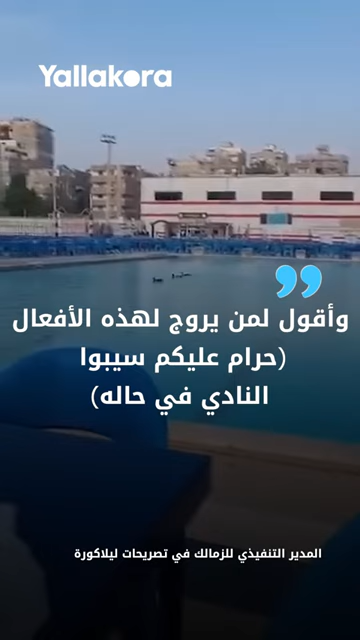 Yallakora
وأقول لمن يروج لهذه الأفعال
(حرام عليكم سيبوا
النادي في حاله)
المدير التنفيذي للزمالك في تصريحات ليلاكورة